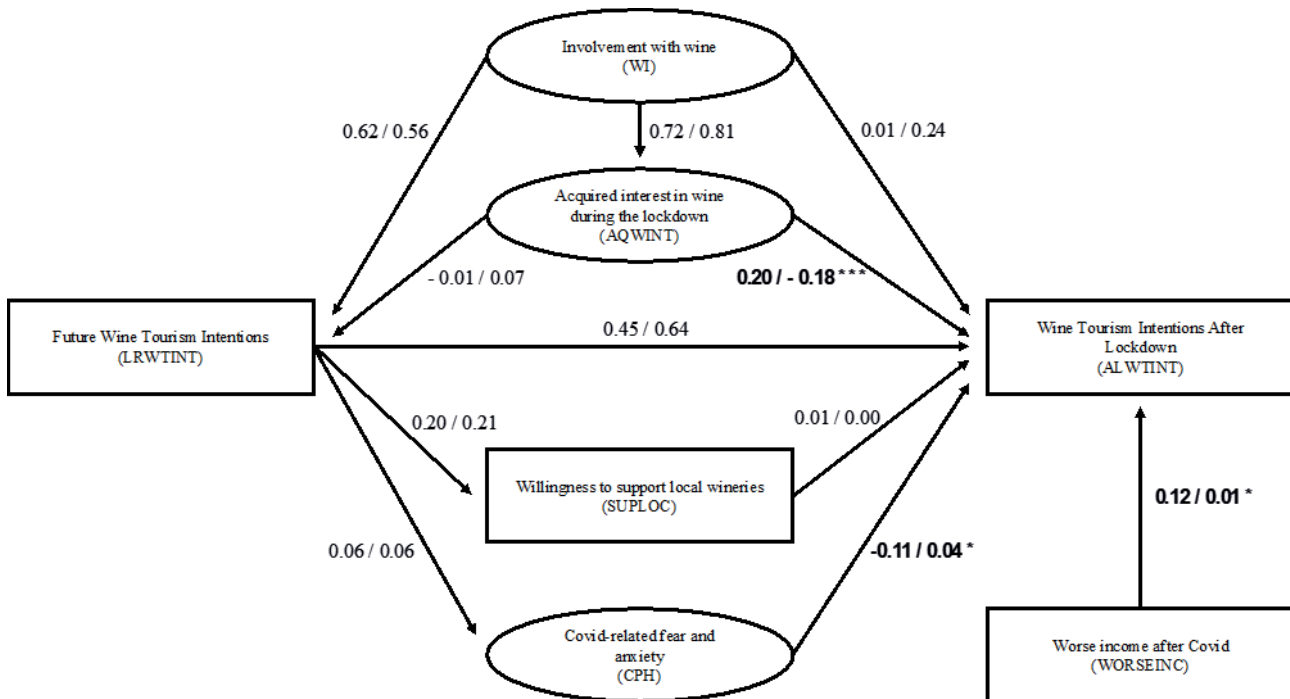 Involvement with wine
(WI)
0.62 / 0.56
0.72 / 0.81
0.01 / 0.24
Acquired interest in wine
during the lockdown
(AQWINT)
- 0.01 / 0.07
0.20 / - 0.18***
Future Wine Tourism Intentions
(LRWTINT)
0.45 / 0.64
Wine Tourism Intentions After
Lockdown
(ALWTINT)
0.20 / 0.21
0.01 / 0.00
Willingness to support local wineries
(SUPLOC)
0.12 / 0.01 *
0.06 / 0.06
-0.11 / 0.04 *
Covid-related fear and
anxiety
(CPH)
Worse income after Covid
(WORSEINC)